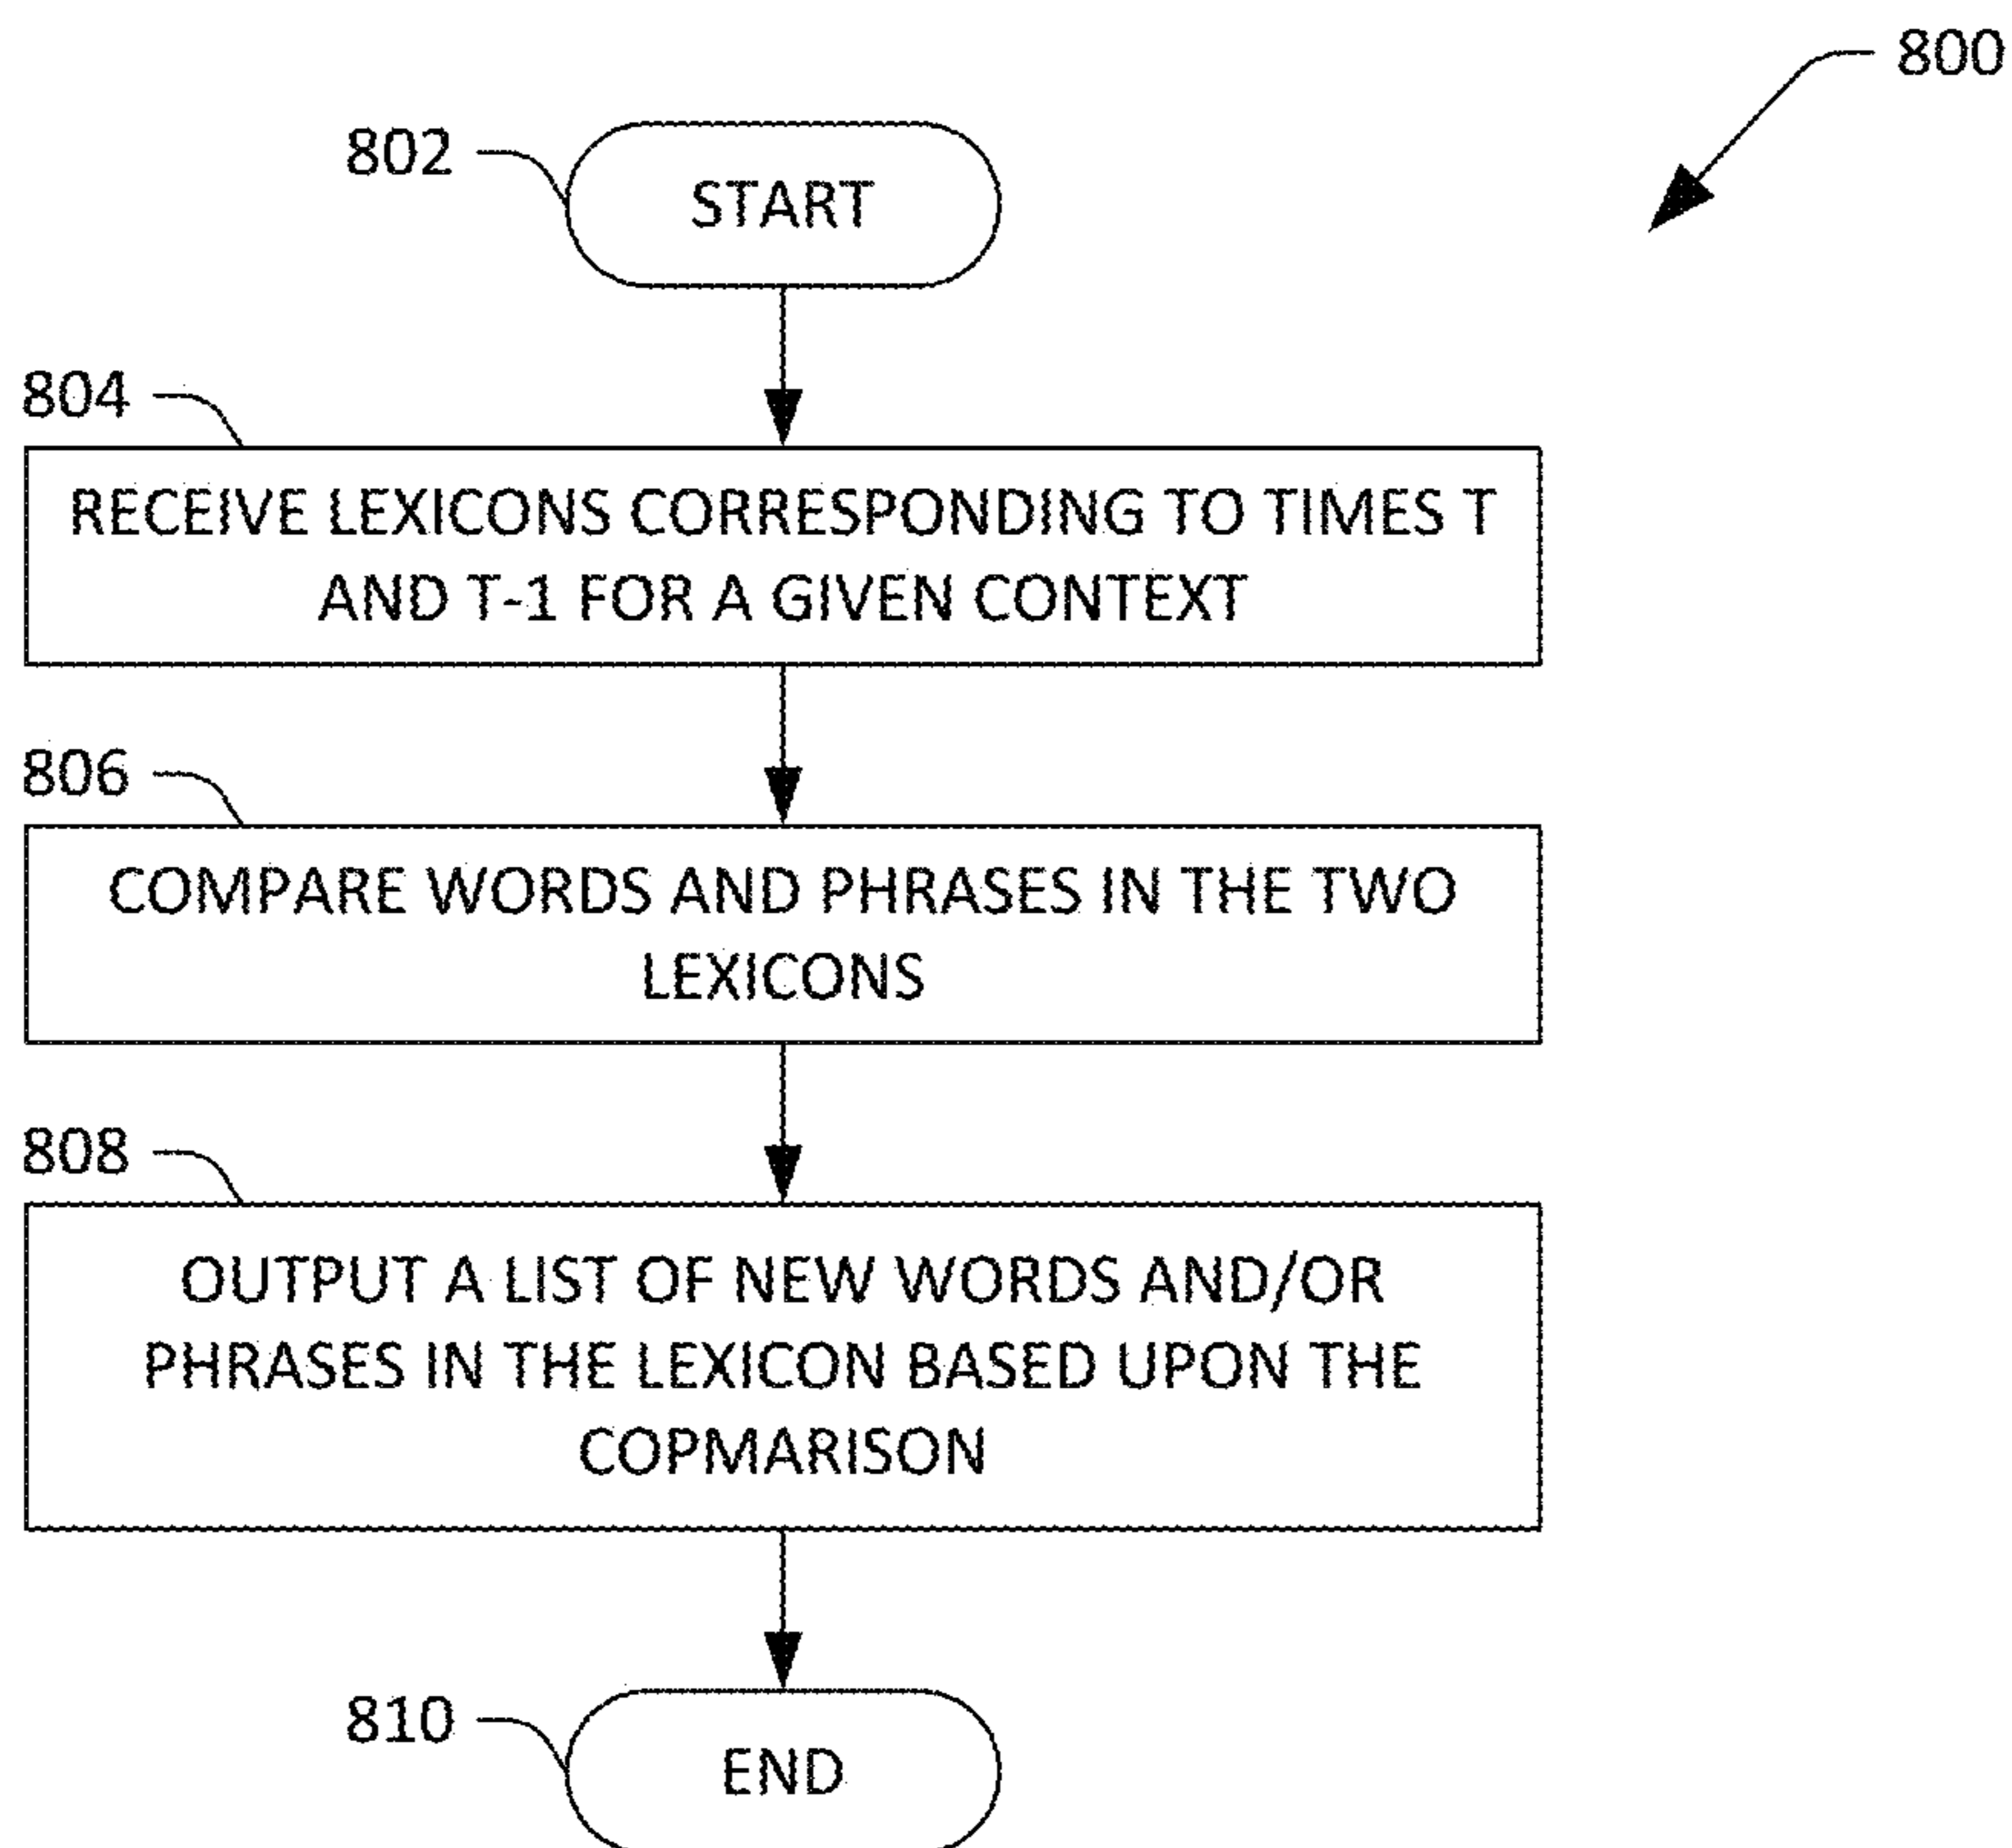 800
802
START
804
RECEIVE LEXICONS CORRESPONDING TO TIMES T
AND T-1 FOR A GIVEN CONTEXT
806
COMPARE WORDS AND PHRASES IN THE TWO
LEXICONS
808
OUTPUT A LIST OF NEW WORDS AND/OR
PHRASES IN THE LEXICON BASED UPON THE
COPMARISON
810
END